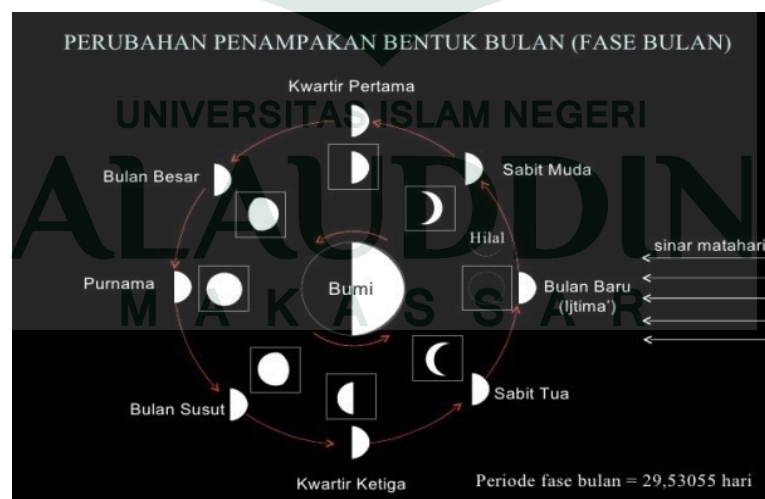 PERUBAHAN PENAMPAKAN BENTUK BULAN (FASE BULAN)
Kwartir Pertama
UNIVERSITAS ISLAM NEGERI
ALAUDDIN
Bulan Besar
Sabit Muda
Hilal
sinar matahari
Purnama
Bumi
Bulan Baru
(Ijtima')
MAKASSAR
Bulan Susut
Sabit Tua
Kwartir Ketiga
Periode fase bulan = 29,53055 hari